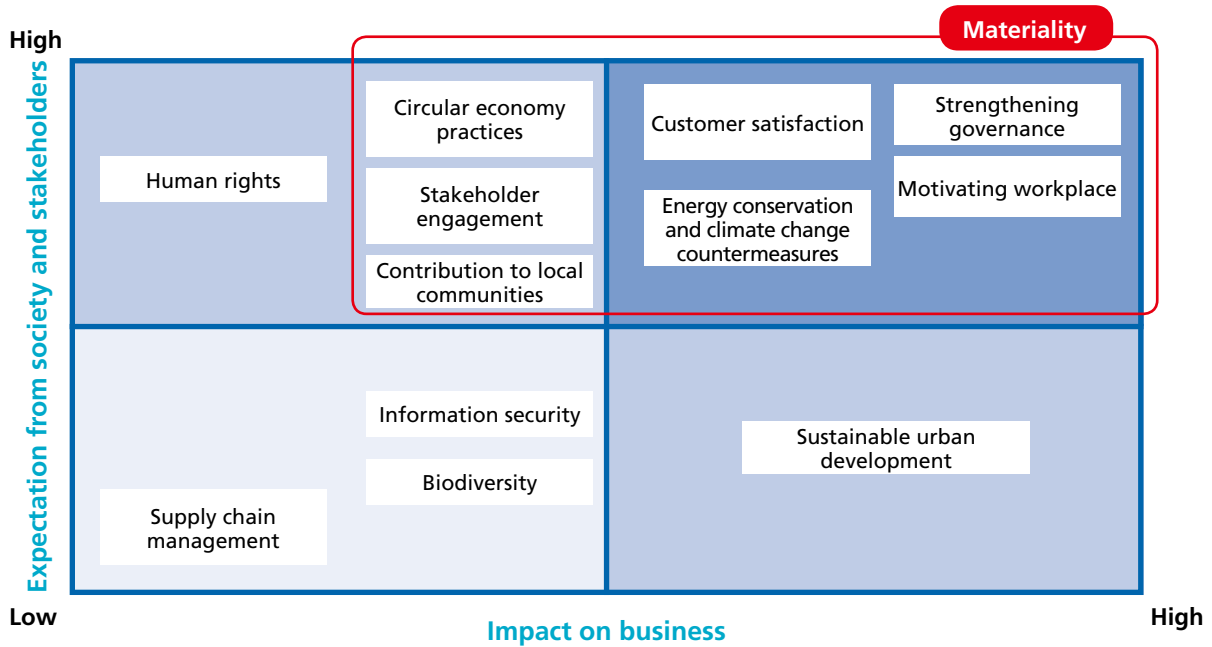 Materiality
High
Expectation from society and stakeholders
Circular economy
practices
Customer satisfaction
Strengthening
governance
Human rights
Stakeholder
engagement
Energy conservation
and climate change
countermeasures
Motivating workplace
Contribution to local
communities
Information security
Biodiversity
Supply chain
management
Sustainable urban
development
Low
Impact on business
High